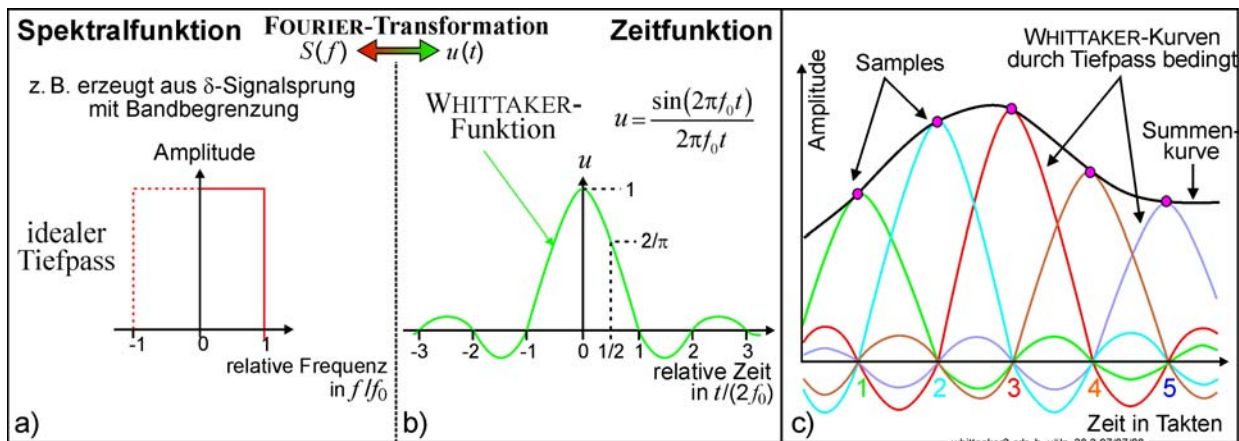 Spektralfunktion
FOURIER-Transformation
S(f) u(t)
Zeitfunktion
z. B. erzeugt aus δ-Signalsprung
mit Bandbegrenzung
Amplitude
idealer
Tiefpass
-1 0 1
relative Frequenz
in f/f₀
a)
WHITTAKER-
Funktion
u = sin(2πf₀t) / 2πf₀t
u
1
2/π
-3 -2 -1 0 1/2 1 2 3
relative Zeit
in t/(2f₀)
b)
Amplitude
Samples
WHITTAKER-Kurven
durch Tiefpass bedingt
Summen-
kurve
1 2 3 4 5
Zeit in Takten
c)